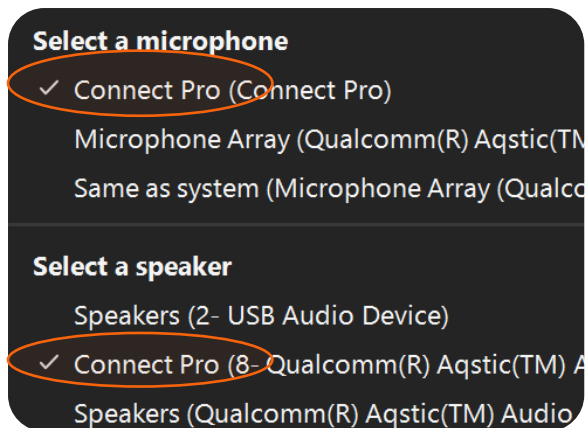 Select a microphone
✓ Connect Pro (Connect Pro)
Microphone Array (Qualcomm(R) Aqstic(TM
Same as system (Microphone Array (Qualco
Select a speaker
Speakers (2- USB Audio Device)
✓ Connect Pro (8- Qualcomm(R) Aqstic(TM) A
Speakers (Qualcomm(R) Aqstic(TM) Audio